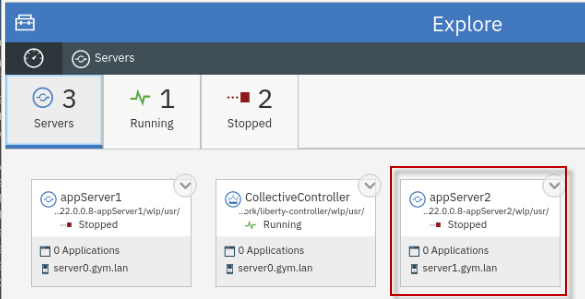 Explore
Servers
3
Servers
1
Running
2
Stopped
appServer1
..22.0.0.8-appServer1/wlp/usr/
Stopped
0 Applications
server0.gym.lan
CollectiveController
..ork/liberty-controller/wlp/usr/
Running
0 Applications
server0.gym.lan
appServer2
..22.0.0.8-appServer2/wlp/usr/
Stopped
0 Applications
server1.gym.lan